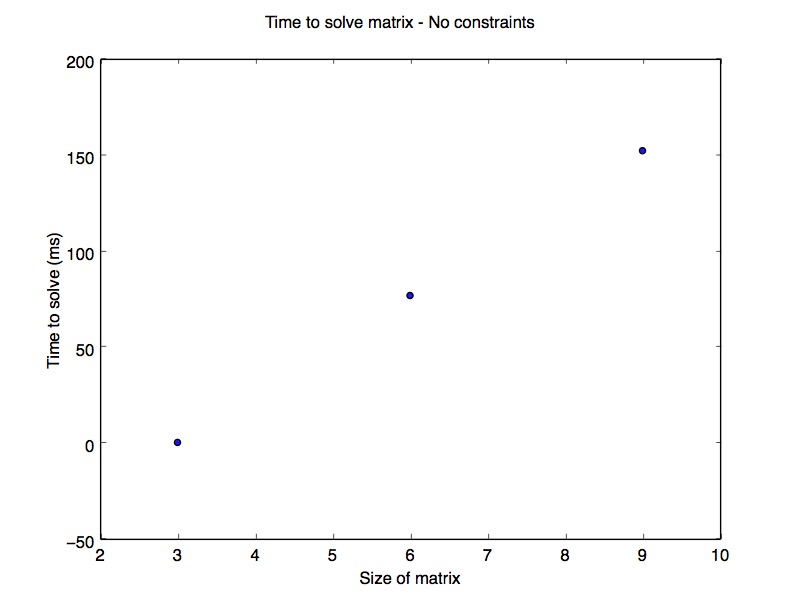 Time to solve matrix - No constraints
200
150
100
50
0
−50
Time to solve (ms)
2 3 4 5 6 7 8 9 10
Size of matrix